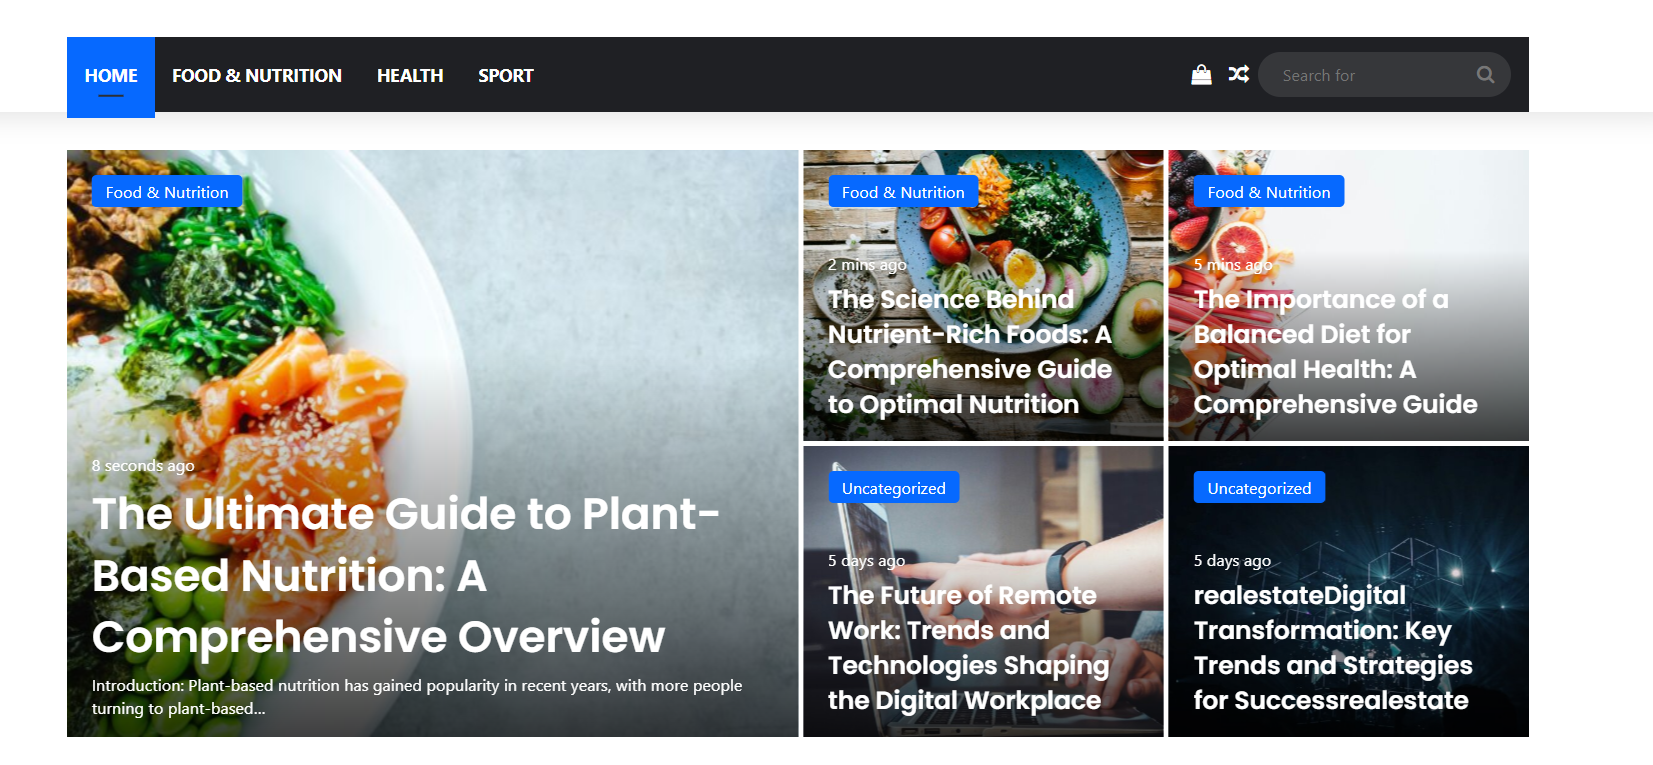 HOME FOOD & NUTRITION HEALTH SPORT Search for
Food & Nutrition
8 seconds ago
The Ultimate Guide to Plant-
Based Nutrition: A
Comprehensive Overview
Introduction: Plant-based nutrition has gained popularity in recent years, with more people
turning to plant-based...
Food & Nutrition
2 mins ago
The Science Behind
Nutrient-Rich Foods: A
Comprehensive Guide
to Optimal Nutrition
Food & Nutrition
5 mins ago
The Importance of a
Balanced Diet for
Optimal Health: A
Comprehensive Guide
Uncategorized
5 days ago
The Future of Remote
Work: Trends and
Technologies Shaping
the Digital Workplace
Uncategorized
5 days ago
realestateDigital
Transformation: Key
Trends and Strategies
for Successrealestate